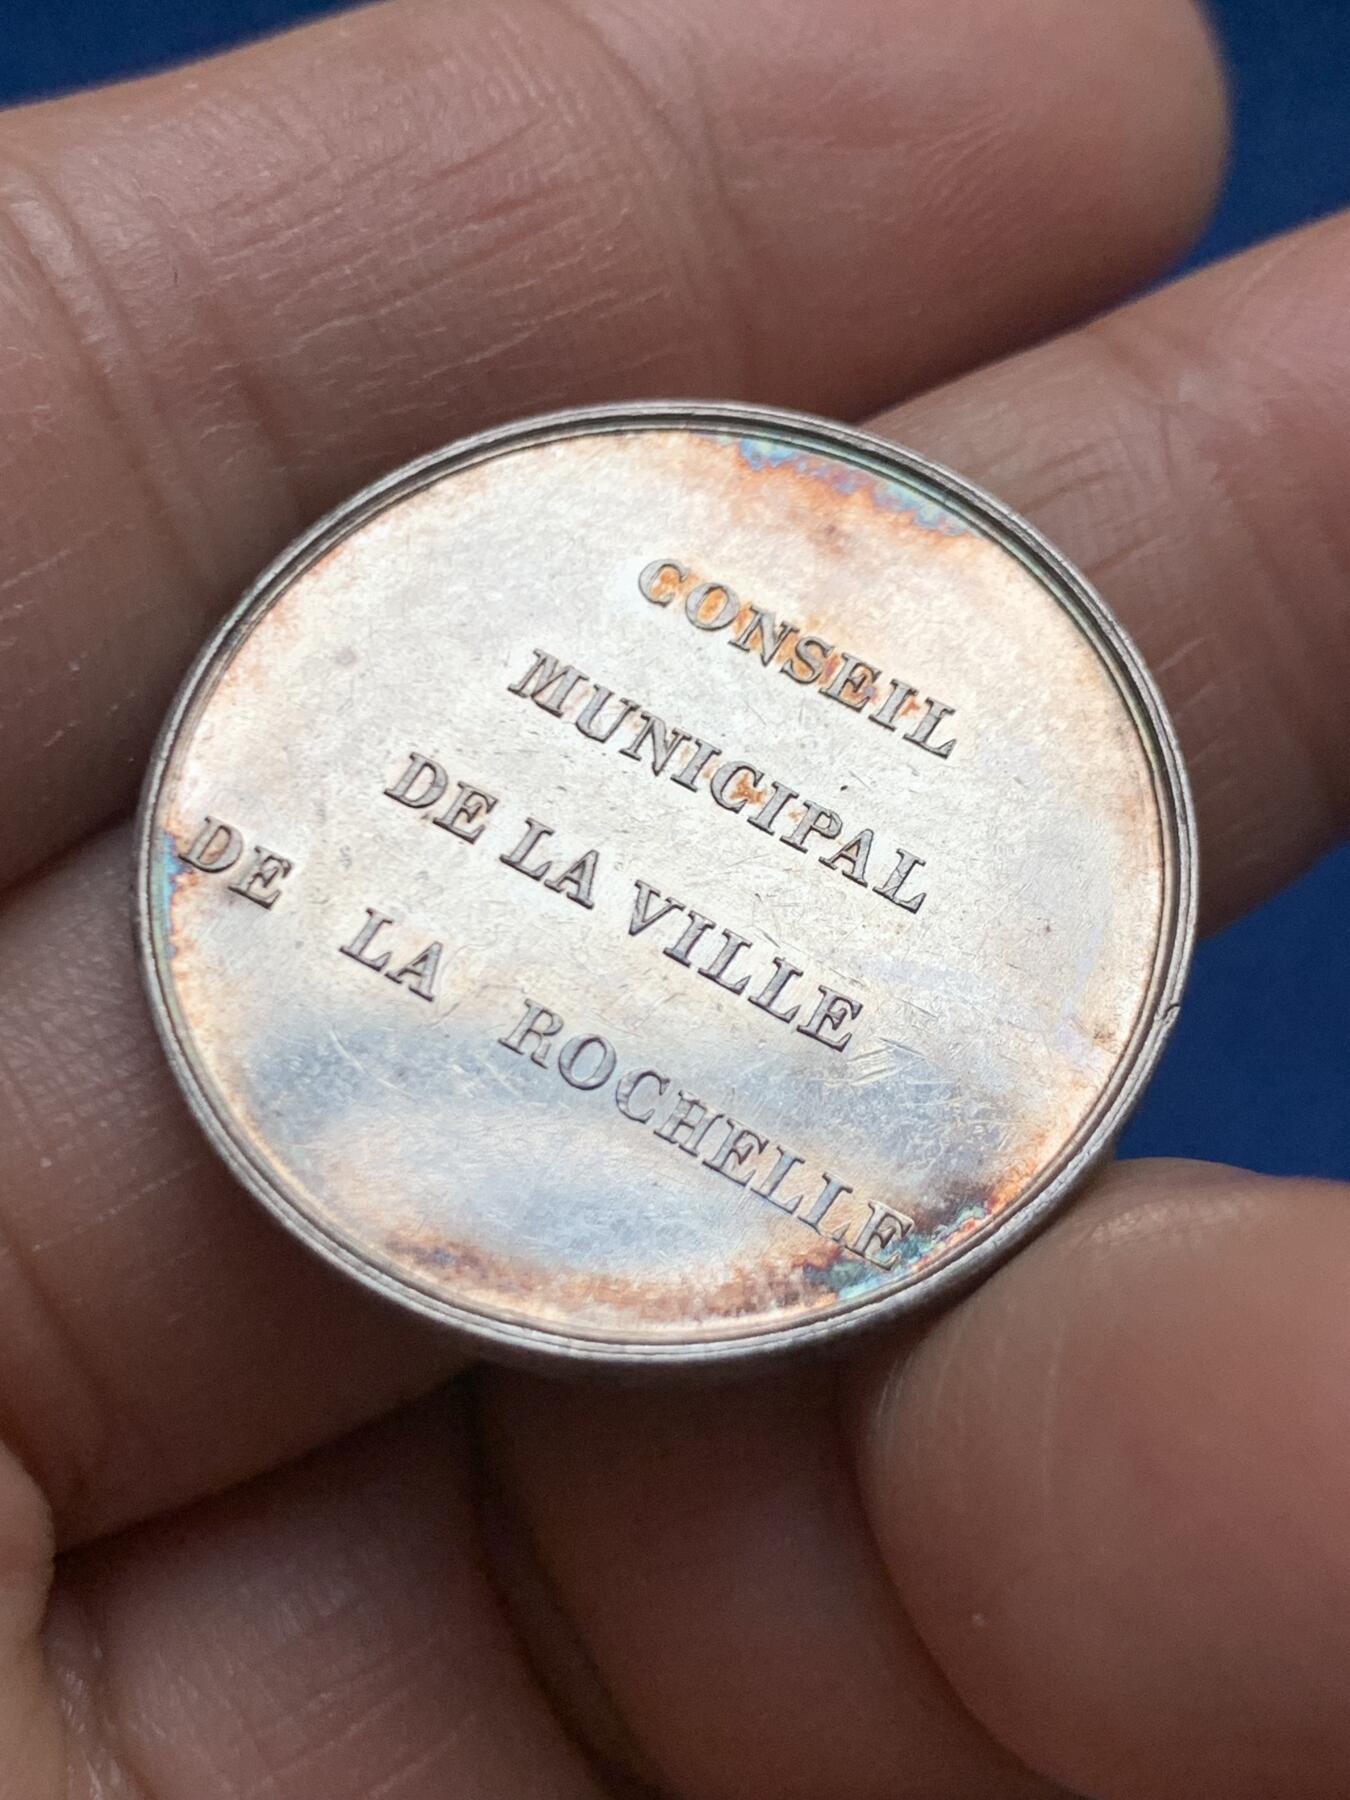 CONSEIL
MUNICIPAL
DE LA VILLE
DE LA ROCHELLE